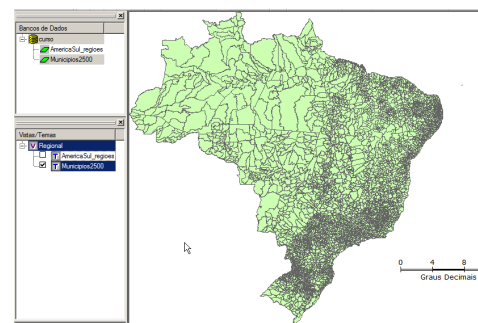 Bancos de Dados
curso
AmericaSul_regioes
Municipios2500
Vistas/Temas
V Regional
T AmericaSul_regioes
T Municipios2500
0 4 8
Graus Decimais